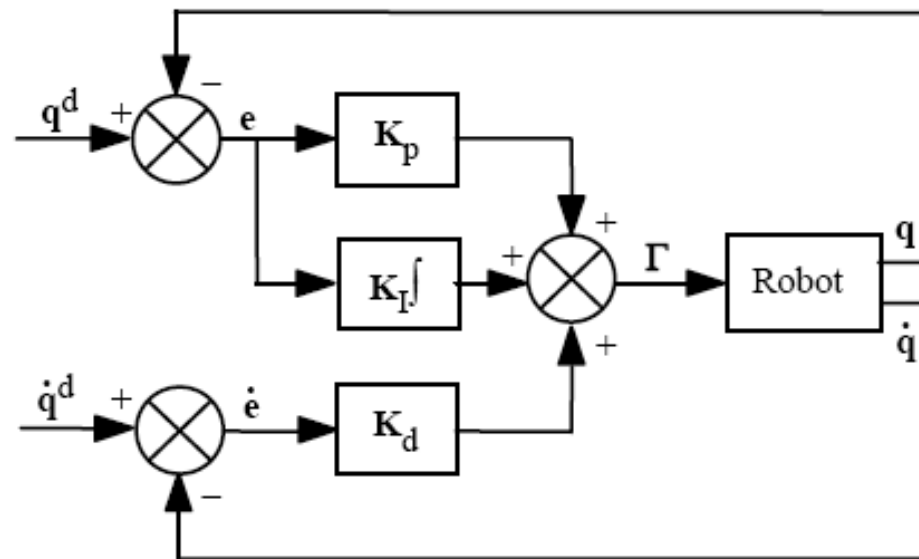 −
q^d
+
e
K_p
+
+
Γ
q
K_I∫
Robot
q̇
+
q̇^d
+
ė
K_d
−